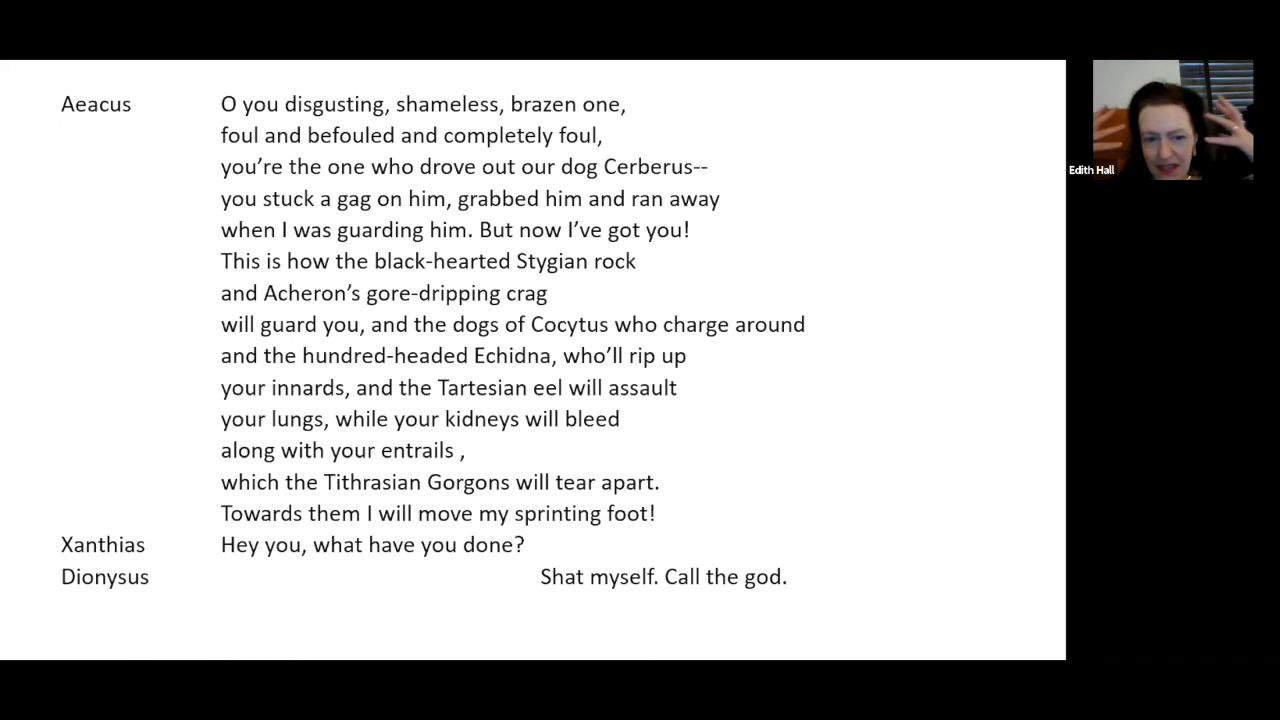 Aeacus O you disgusting, shameless, brazen one,
foul and befouled and completely foul,
you're the one who drove out our dog Cerberus--
you stuck a gag on him, grabbed him and ran away
when I was guarding him. But now I've got you!
This is how the black-hearted Stygian rock
and Acheron's gore-dripping crag
will guard you, and the dogs of Cocytus who charge around
and the hundred-headed Echidna, who'll rip up
your innards, and the Tartesian eel will assault
your lungs, while your kidneys will bleed
along with your entrails ,
which the Tithrasian Gorgons will tear apart.
Towards them I will move my sprinting foot!
Xanthias Hey you, what have you done?
Dionysus Shat myself. Call the god.
Edith Hall